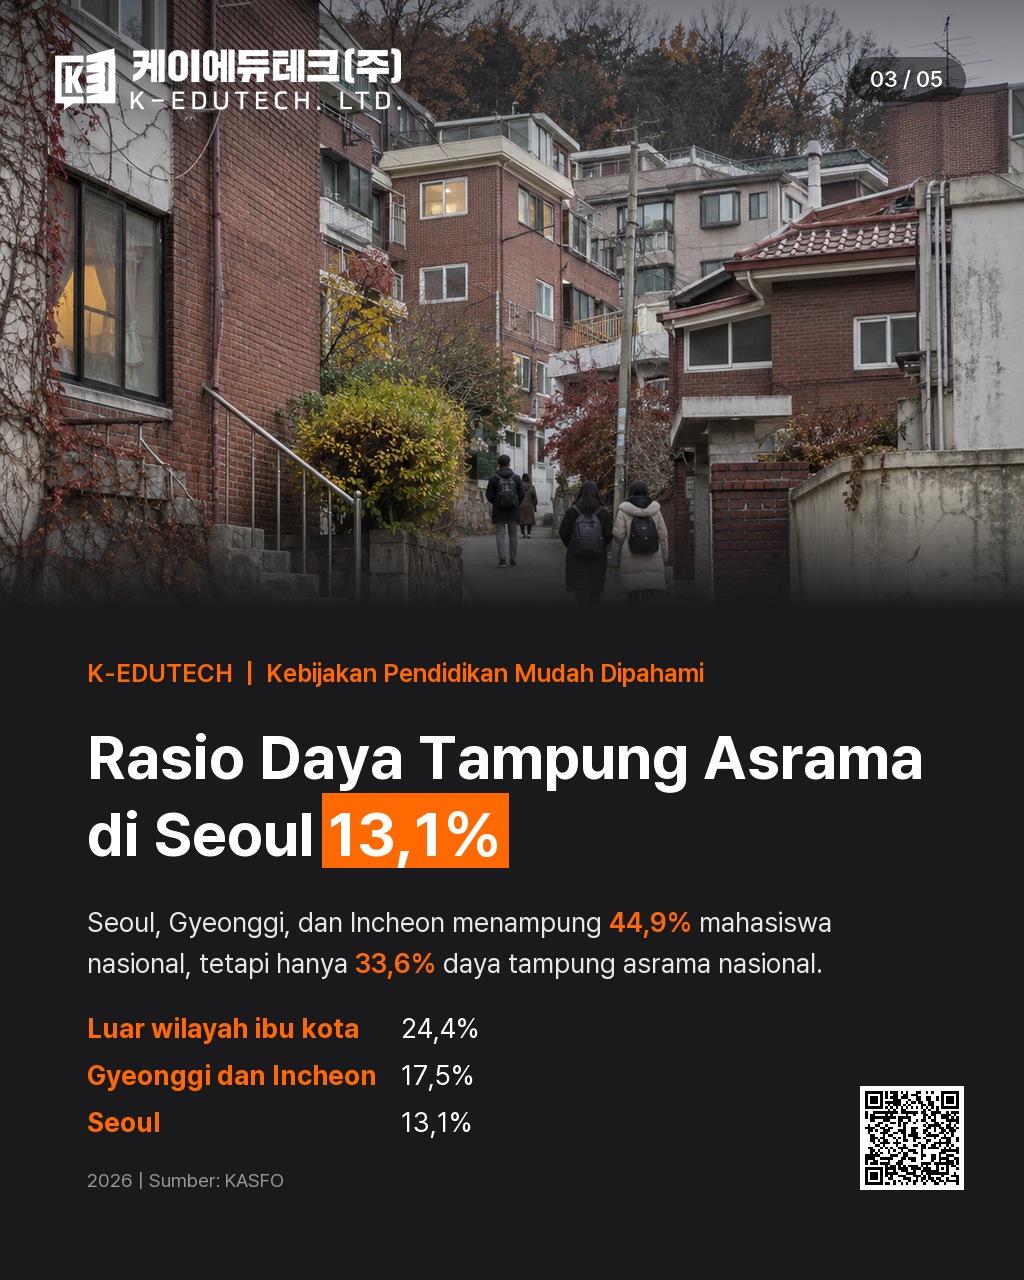 케이에듀테크(주)
K-EDUTECH. LTD.
03 / 05
K-EDUTECH | Kebijakan Pendidikan Mudah Dipahami
Rasio Daya Tampung Asrama
di Seoul 13,1%
Seoul, Gyeonggi, dan Incheon menampung 44,9% mahasiswa
nasional, tetapi hanya 33,6% daya tampung asrama nasional.
Luar wilayah ibu kota 24,4%
Gyeonggi dan Incheon 17,5%
Seoul 13,1%
2026 | Sumber: KASFO